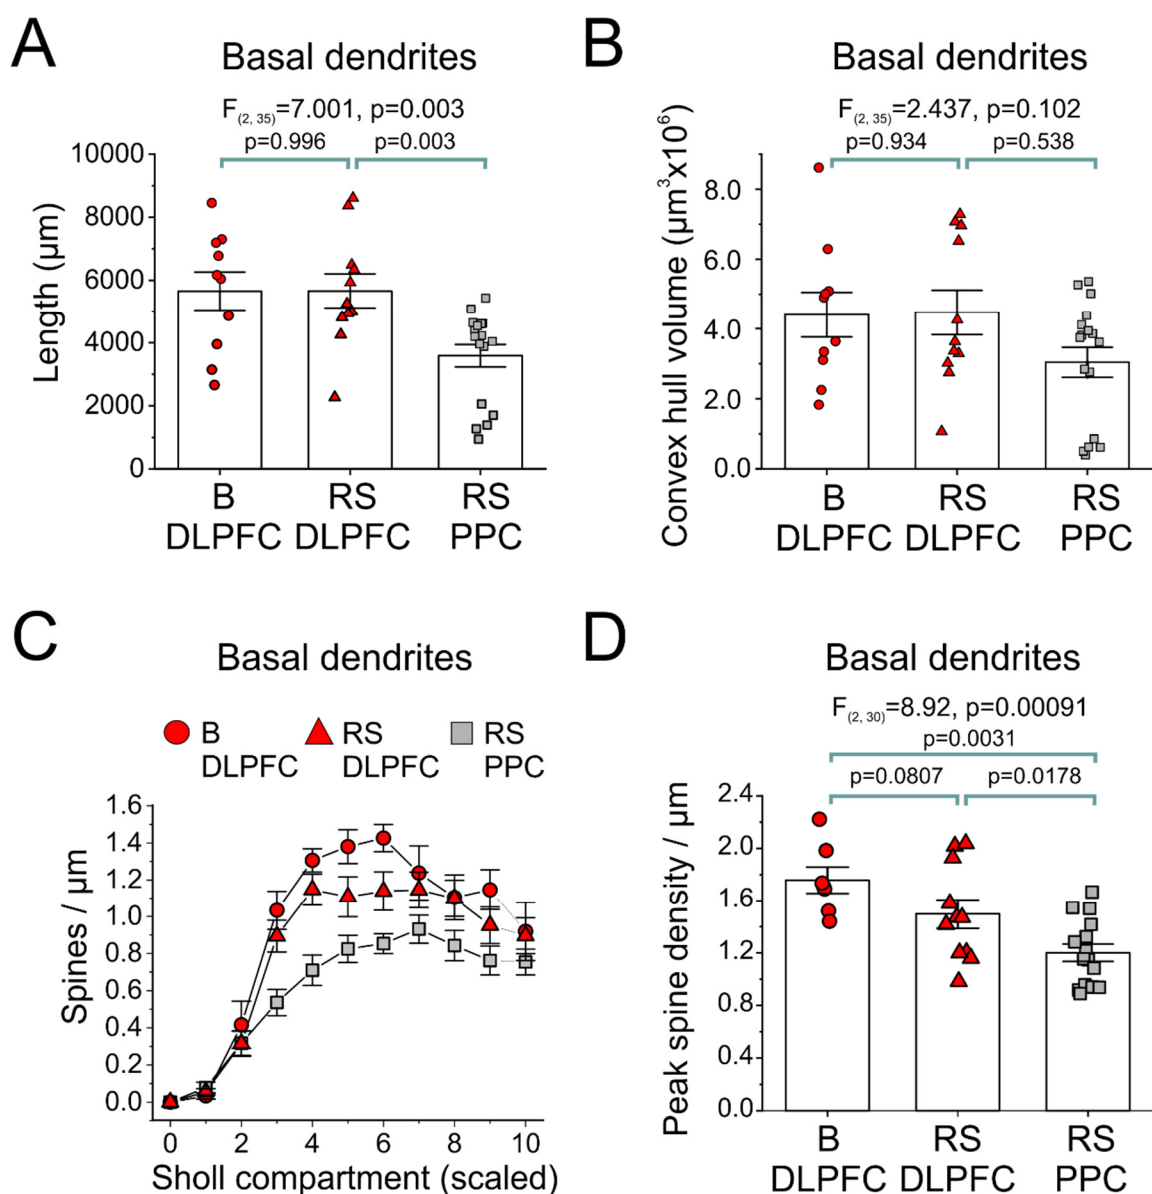 A
Basal dendrites
F(2, 35)=7.001, p=0.003
p=0.996
p=0.003
Length (µm)
10000
8000
6000
4000
2000
0
B
DLPFC
RS
DLPFC
RS
PPC
B
Basal dendrites
F(2, 35)=2.437, p=0.102
p=0.934
p=0.538
Convex hull volume (µm³x10⁶)
8.0
6.0
4.0
2.0
0.0
B
DLPFC
RS
DLPFC
RS
PPC
C
Basal dendrites
B
DLPFC
RS
DLPFC
RS
PPC
Spines / µm
1.6
1.4
1.2
1.0
0.8
0.6
0.4
0.2
0.0
0 2 4 6 8 10
Sholl compartment (scaled)
D
Basal dendrites
F(2, 30)=8.92, p=0.00091
p=0.0031
p=0.0807
p=0.0178
Peak spine density / µm
2.4
2.0
1.6
1.2
0.8
0.4
0.0
B
DLPFC
RS
DLPFC
RS
PPC